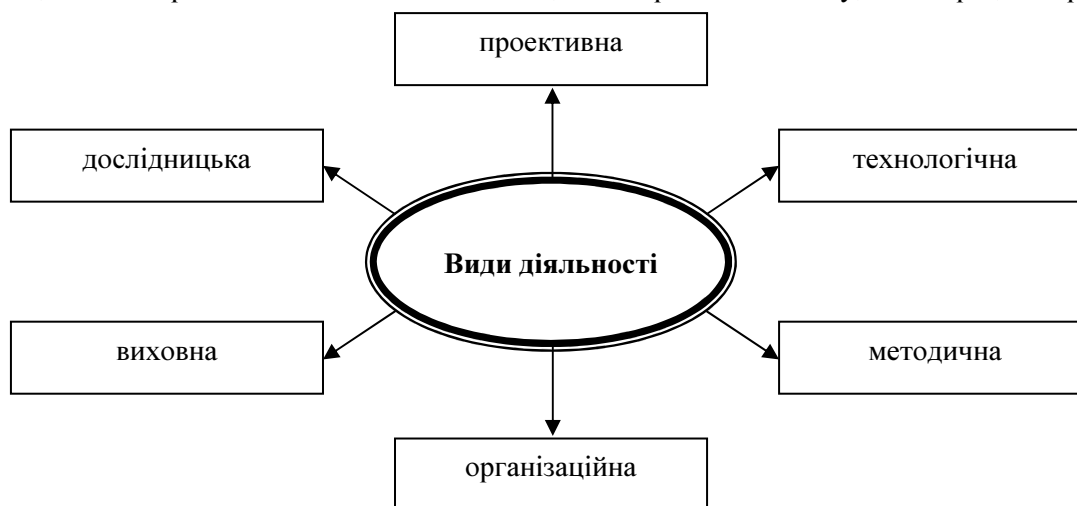 проективна
дослідницька
технологічна
Види діяльності
виховна
методична
організаційна